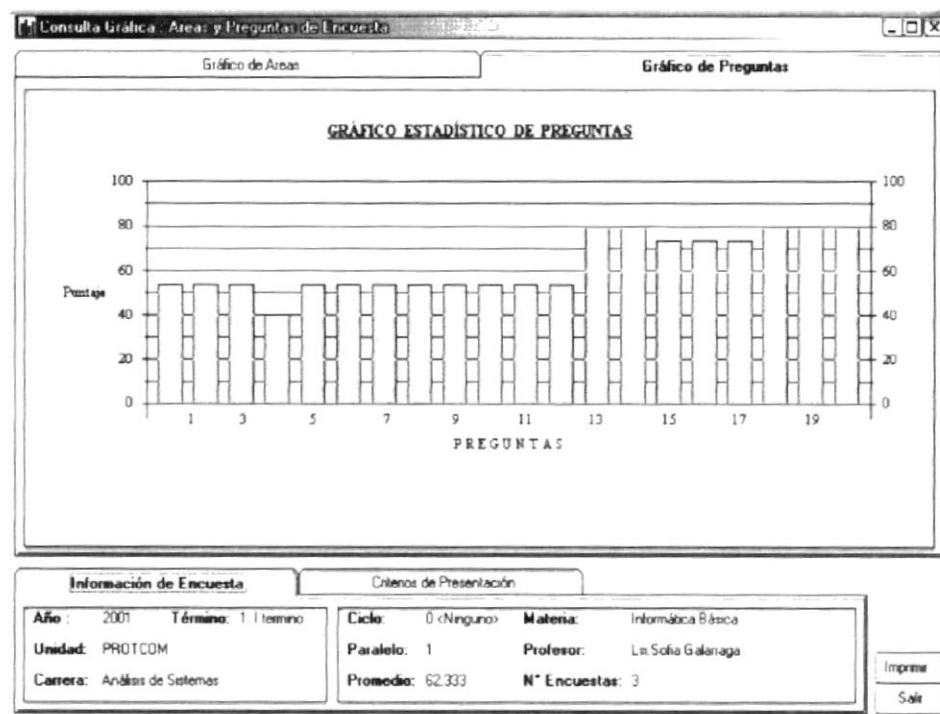 Consulta Gráfica : Areas y Preguntas de Encuesta
Gráfico de Areas
Gráfico de Preguntas
GRÁFICO ESTADÍSTICO DE PREGUNTAS
100 100
80 80
60 60
Puntaje
40 40
20 20
0 0
1 3 5 7 9 11 13 15 17 19
PREGUNTAS
Información de Encuesta
Criterios de Presentación
Año : 2001 Término: 1. I termino
Ciclo: 0 <Ninguno> Materia: Informática Básica
Unidad: PROTCOM
Paralelo: 1 Profesor: Lin.Sofia Galarraga
Carrera: Análisis de Sistemas
Promedio: 62.333 N° Encuestas: 3
Imprimir
Salir